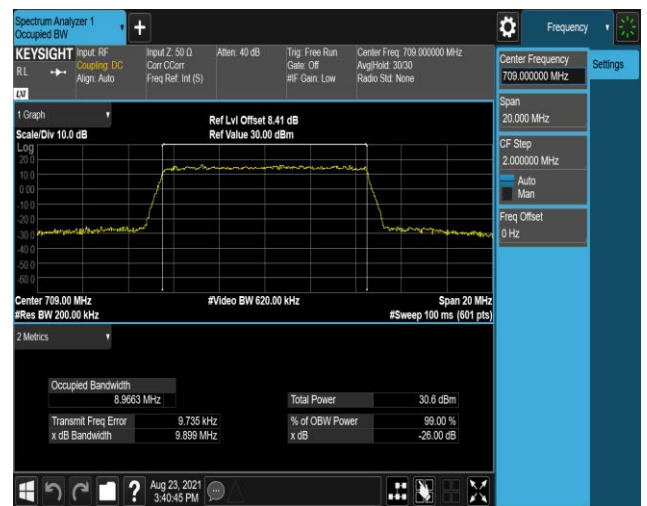 Spectrum Analyzer 1
Occupied BW
+
Frequency
KEYSIGHT
RL
LXI
Input: RF
Coupling: DC
Align: Auto
Input Z: 50 Ω
Corr CCorr
Freq Ref: Int (S)
Atten: 40 dB
Trig: Free Run
Gate: Off
#IF Gain: Low
Center Freq: 709.000000 MHz
Avg|Hold: 30/30
Radio Std: None
Center Frequency
709.000000 MHz
Settings
Span
20.000 MHz
CF Step
2.000000 MHz
Auto
Man
Freq Offset
0 Hz
1 Graph
Scale/Div 10.0 dB
Ref Lvl Offset 8.41 dB
Ref Value 30.00 dBm
Log
20.0
10.0
0.00
-10.0
-20.0
-30.0
-40.0
-50.0
-60.0
Center 709.00 MHz
#Res BW 200.00 kHz
#Video BW 620.00 kHz
Span 20 MHz
#Sweep 100 ms (601 pts)
2 Metrics
Occupied Bandwidth
8.9663 MHz
Total Power 30.6 dBm
Transmit Freq Error 9.735 kHz
% of OBW Power 99.00 %
x dB Bandwidth 9.899 MHz
x dB -26.00 dB
?
Aug 23, 2021
3:40:45 PM